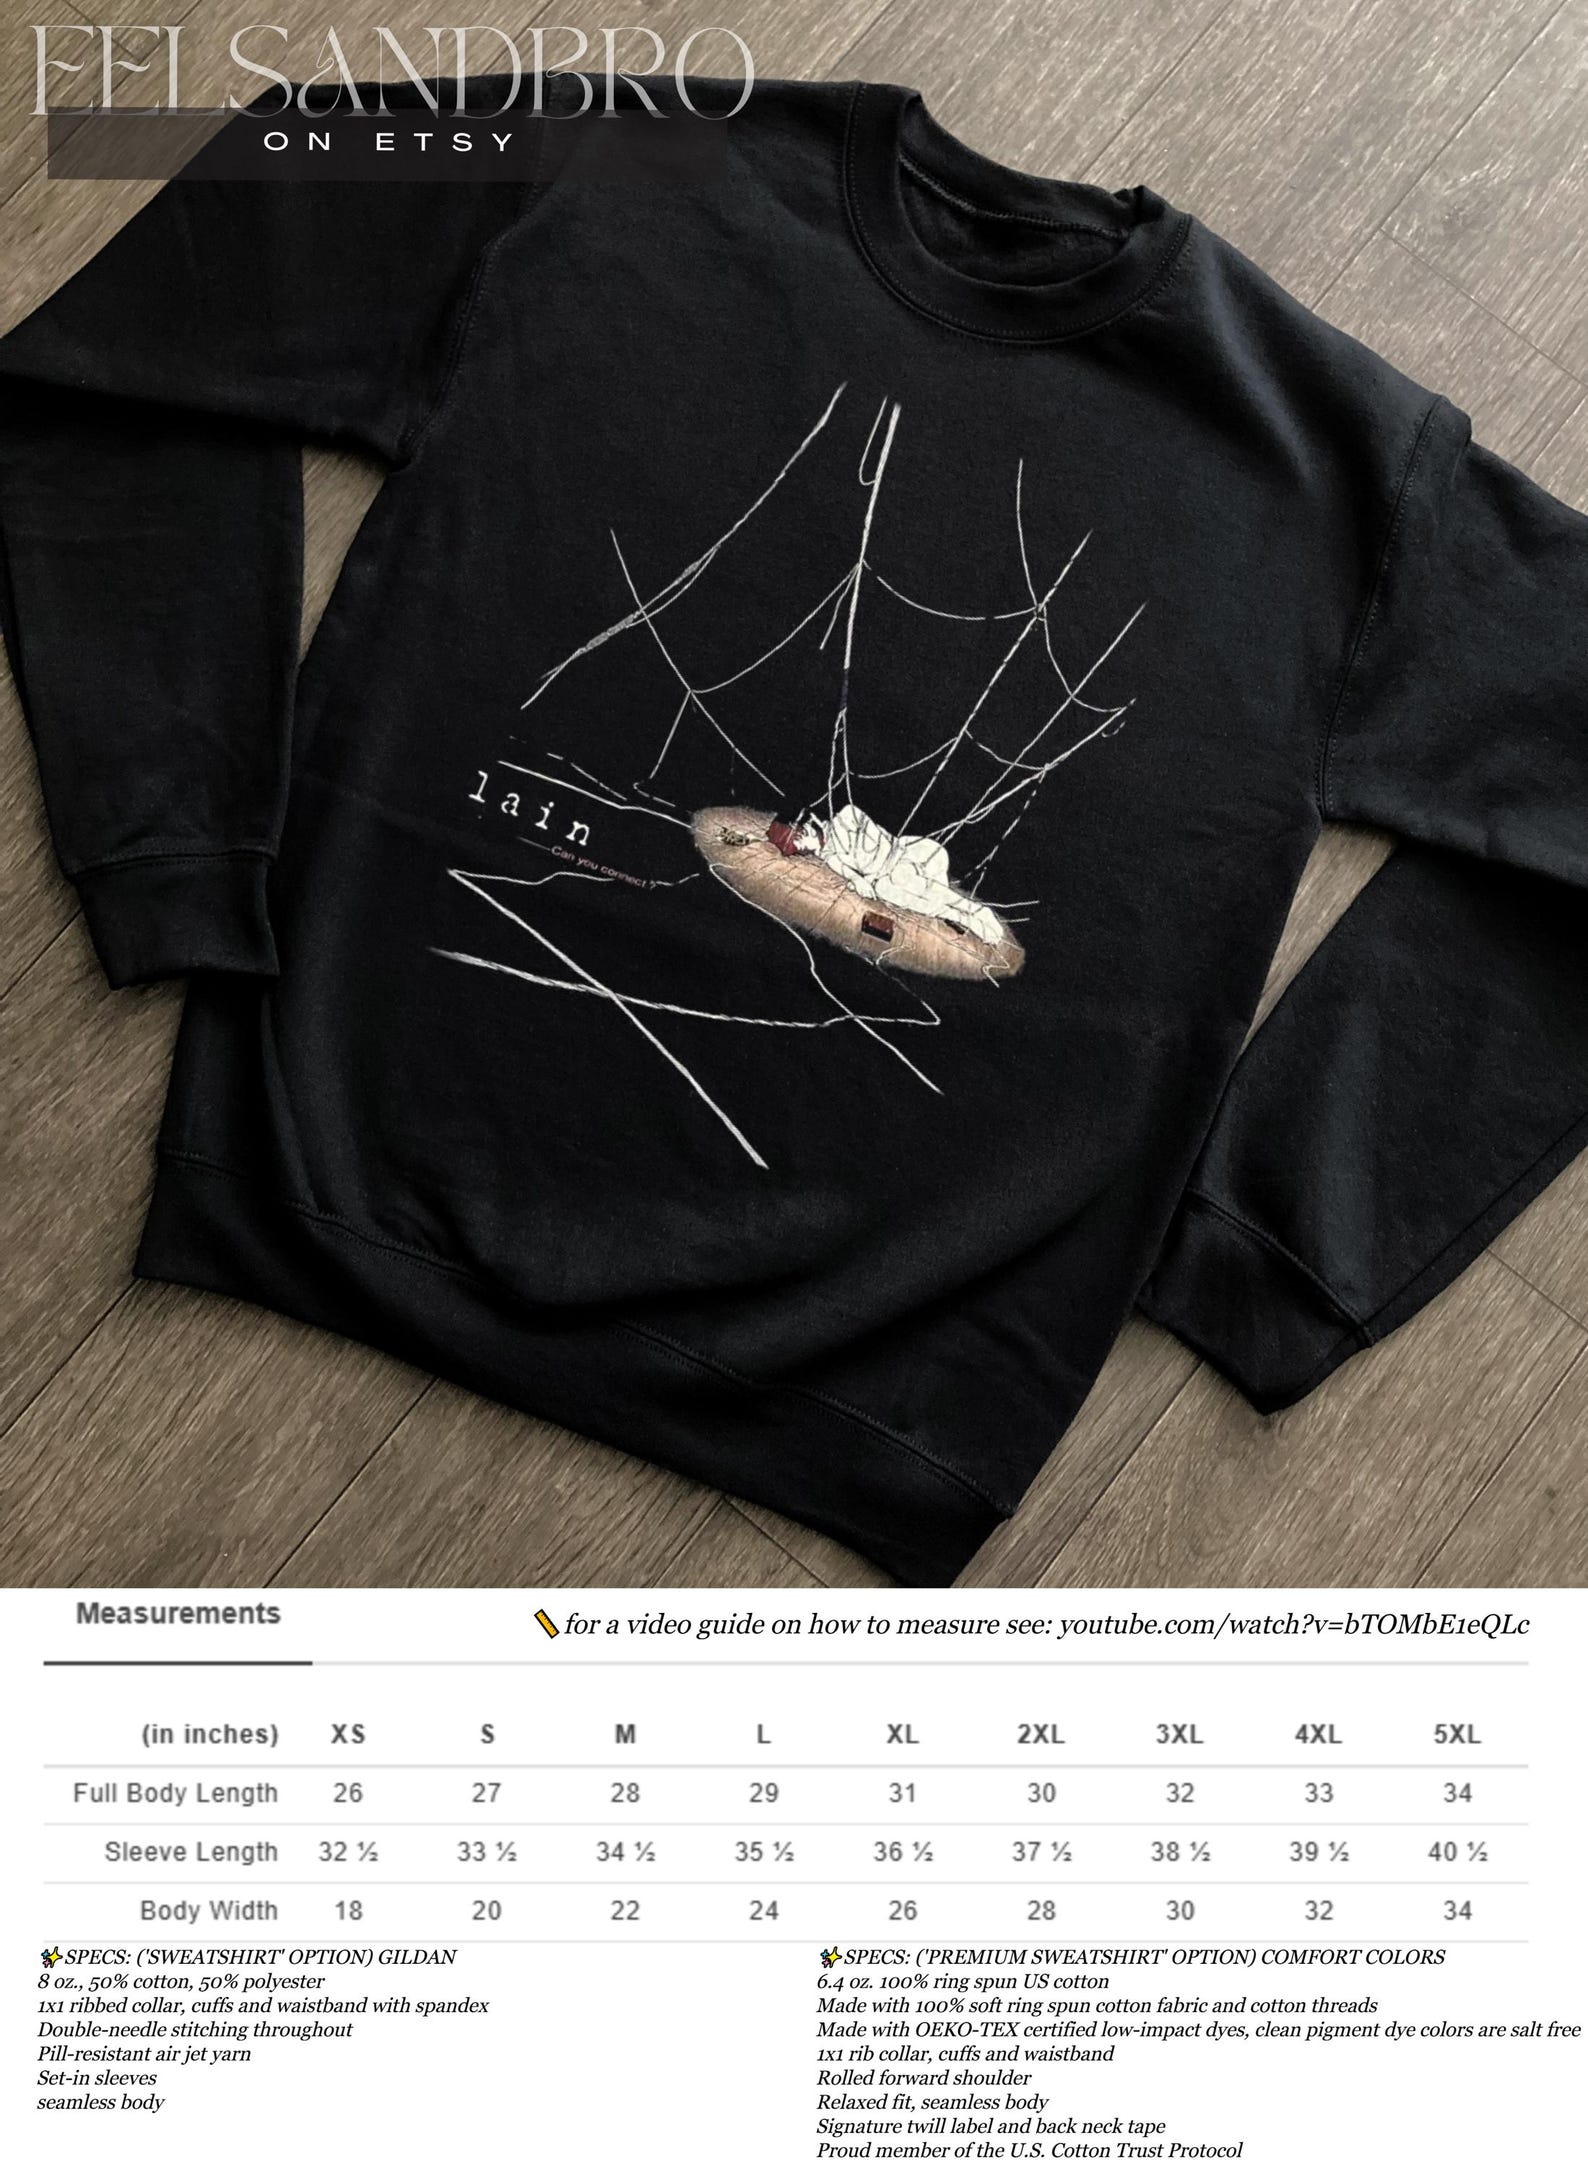 EELSANDBRO
ON ETSY
lain
Can you connect?
Measurements
for a video guide on how to measure see: youtube.com/watch?v=bTOMbE1eQLc
(in inches) XS S M L XL 2XL 3XL 4XL 5XL
Full Body Length 26 27 28 29 31 30 32 33 34
Sleeve Length 32 ½ 33 ½ 34 ½ 35 ½ 36 ½ 37 ½ 38 ½ 39 ½ 40 ½
Body Width 18 20 22 24 26 28 30 32 34
✨SPECS: ('SWEATSHIRT' OPTION) GILDAN
8 oz., 50% cotton, 50% polyester
1x1 ribbed collar, cuffs and waistband with spandex
Double-needle stitching throughout
Pill-resistant air jet yarn
Set-in sleeves
seamless body
✨SPECS: ('PREMIUM SWEATSHIRT' OPTION) COMFORT COLORS
6.4 oz. 100% ring spun US cotton
Made with 100% soft ring spun cotton fabric and cotton threads
Made with OEKO-TEX certified low-impact dyes, clean pigment dye colors are salt free
1x1 rib collar, cuffs and waistband
Rolled forward shoulder
Relaxed fit, seamless body
Signature twill label and back neck tape
Proud member of the U.S. Cotton Trust Protocol